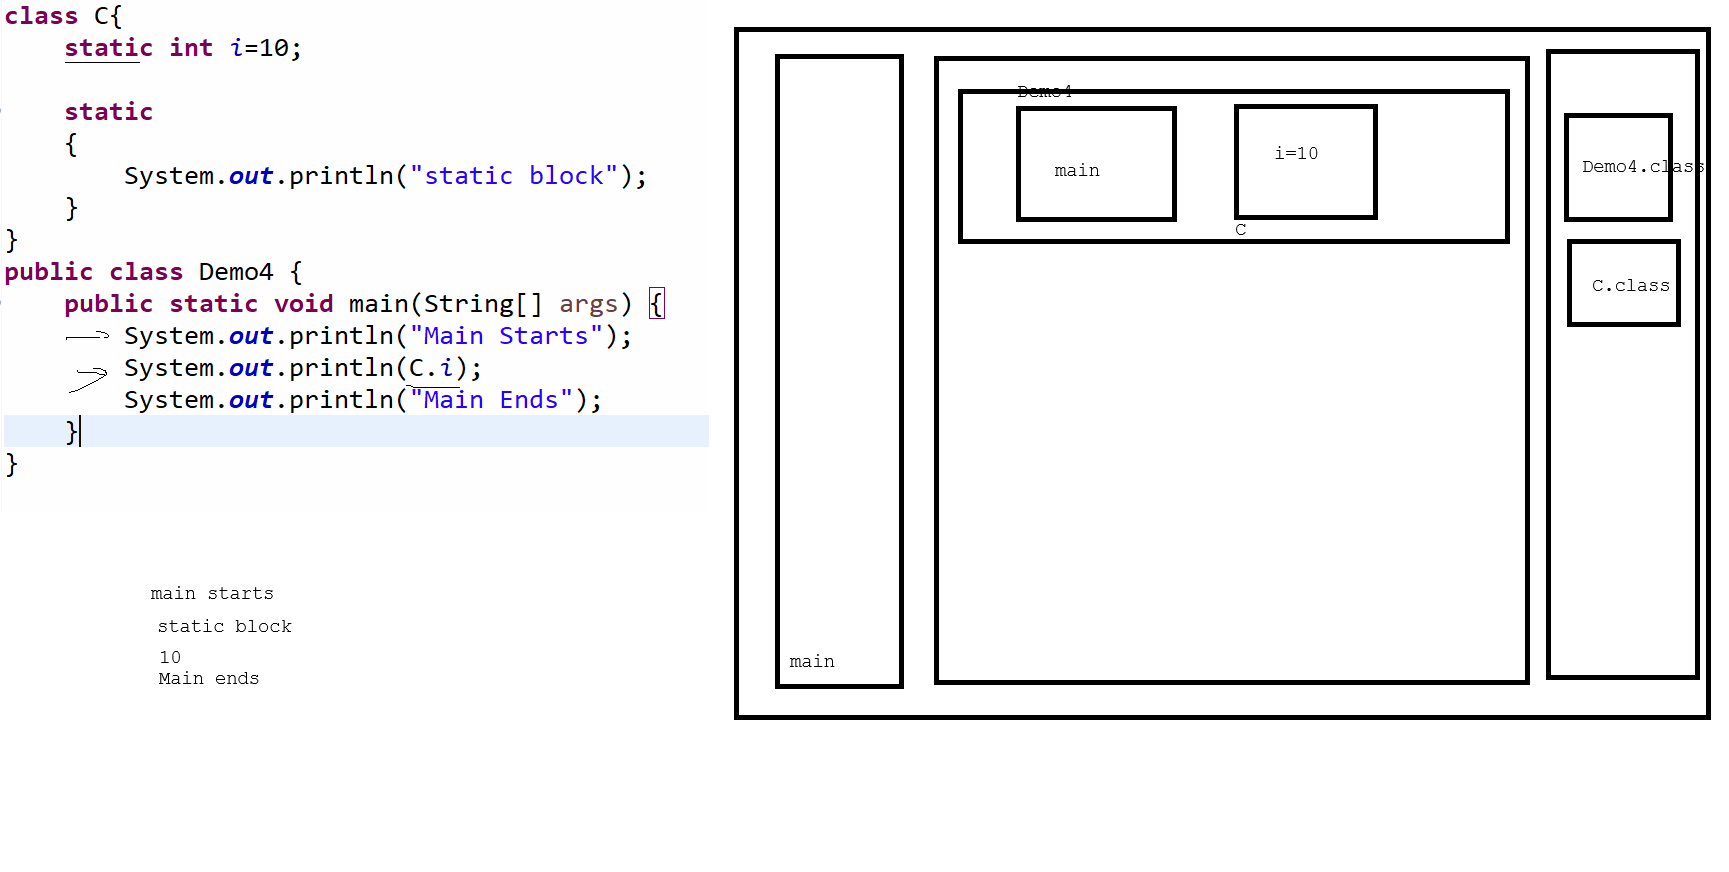 class C{
    static int i=10;
    static
    {
        System.out.println("static block");
    }
}
public class Demo4 {
    public static void main(String[] args) {
        System.out.println("Main Starts");
        System.out.println(C.i);
        System.out.println("Main Ends");
    }
}
main starts
static block
10
Main ends
main
Demo4
main
i=10
C
Demo4.class
C.class